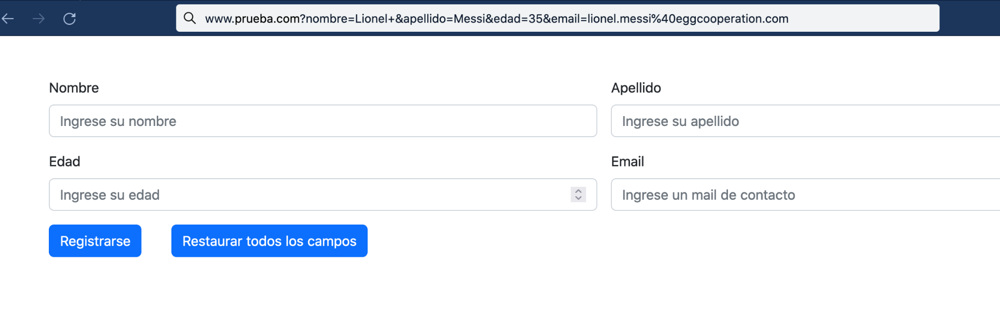 www.prueba.com?nombre=Lionel+&apellido=Messi&edad=35&email=lionel.messi%40eggcooperation.com
Nombre Apellido
Ingrese su nombre Ingrese su apellido
Edad Email
Ingrese su edad Ingrese un mail de contacto
Registrarse Restaurar todos los campos